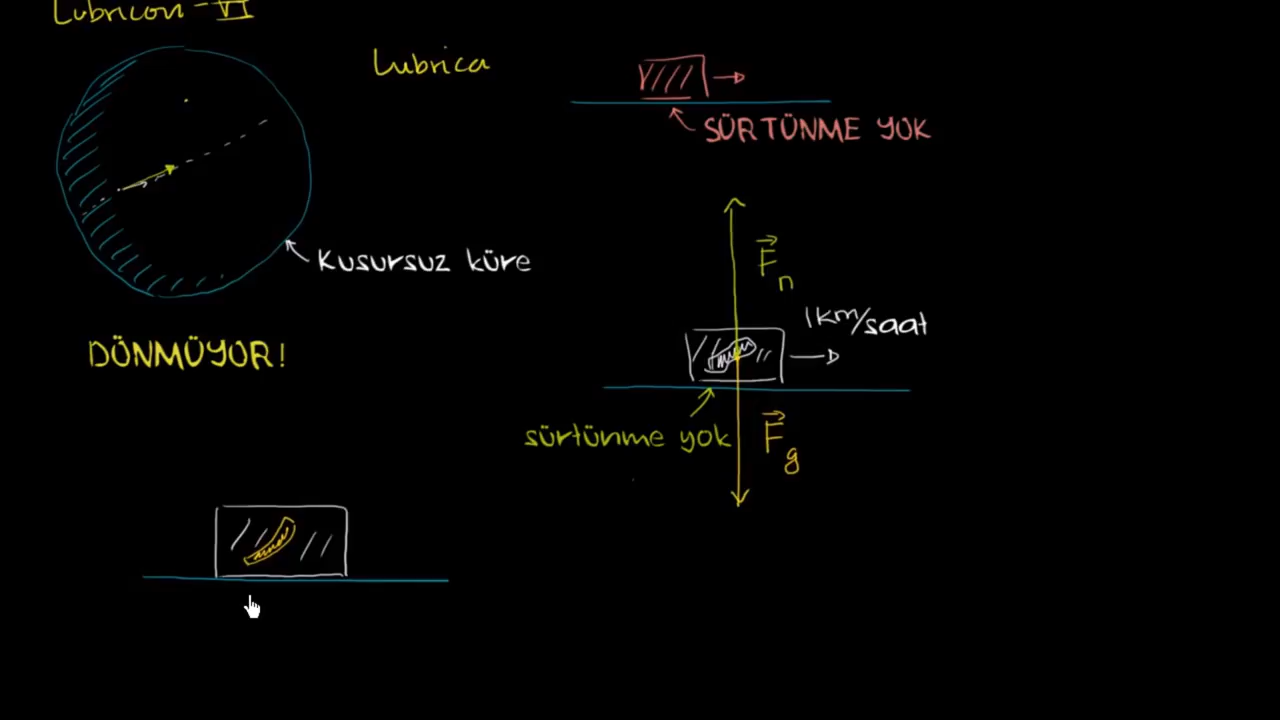 Lubricon - VI
Lubrica
SÜRTÜNME YOK
Kusursuz küre
F
n
1km/saat
DÖNMÜYOR!
sürtünme yok
F
g